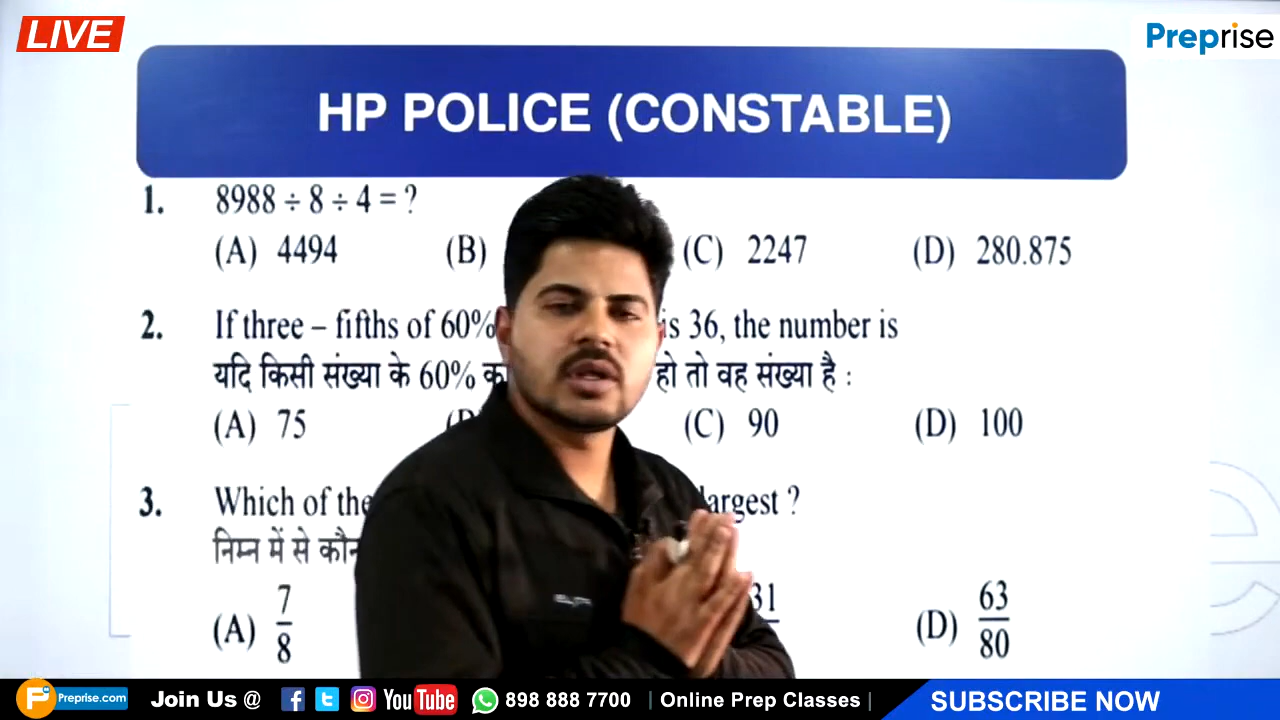 LIVE
Preprise
HP POLICE (CONSTABLE)
1. 8988 ÷ 8 ÷ 4 = ?
(A) 4494 (B) (C) 2247 (D) 280.875
2. If three – fifths of 60% is 36, the number is
यदि किसी संख्या के 60% का हो तो वह संख्या है :
(A) 75 (C) 90 (D) 100
3. Which of the largest ?
निम्न में से कौन
(A) 7/8 31 (D) 63/80
Preprise.com Join Us @ YouTube 898 888 7700 | Online Prep Classes | SUBSCRIBE NOW